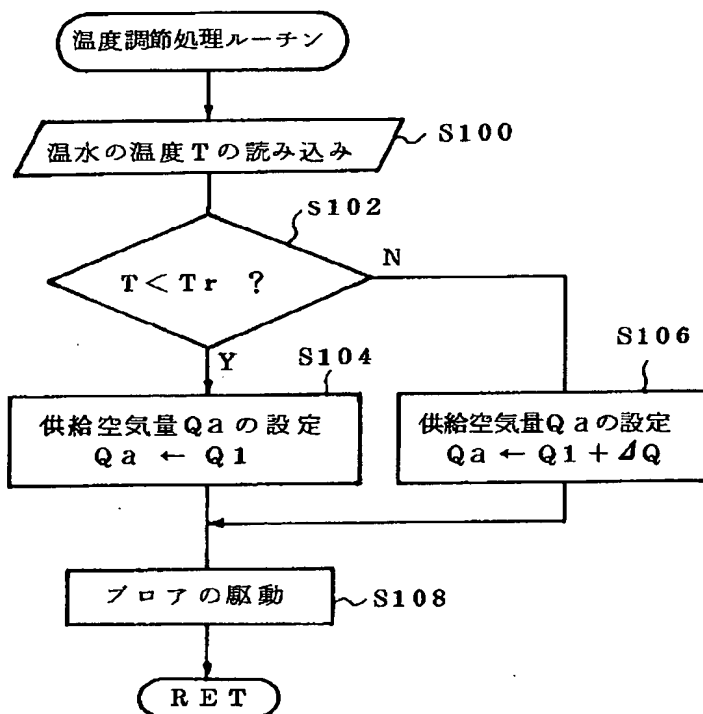 温度調節処理ルーチン
温水の温度Tの読み込み
S100
S102
T<Tr ?
N
Y
S104
供給空気量Qaの設定
Qa ← Q1
S106
供給空気量Qaの設定
Qa ← Q1+ΔQ
ブロアの駆動
S108
RET